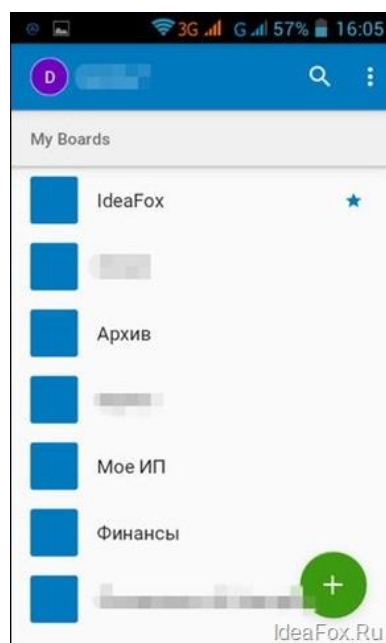 3G G 57% 16:05
D
My Boards
IdeaFox
Архив
Мое ИП
Финансы
+
IdeaFox.Ru